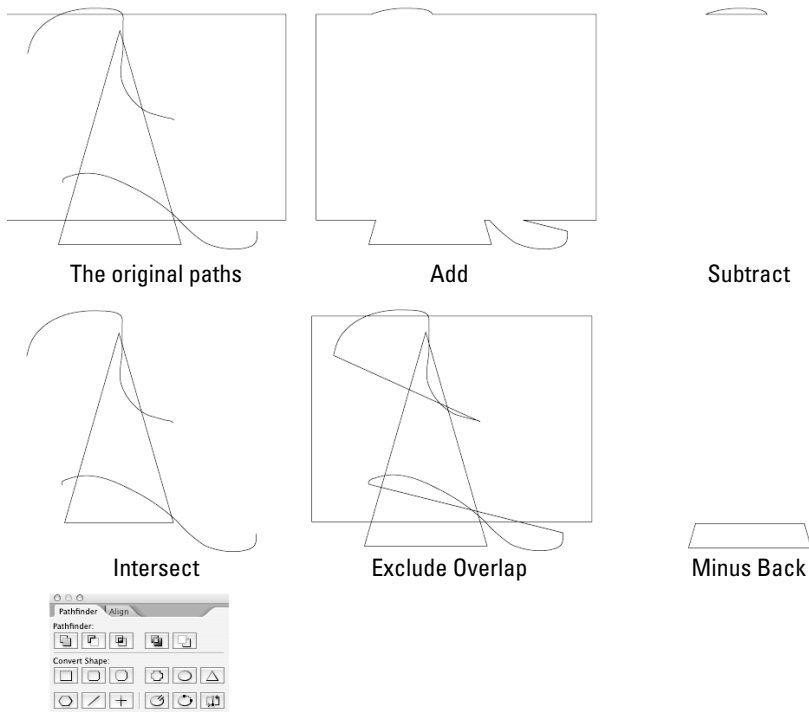 The original paths
Add
Subtract
Intersect
Exclude Overlap
Minus Back
Pathfinder
Align
Pathfinder:
Convert Shape: